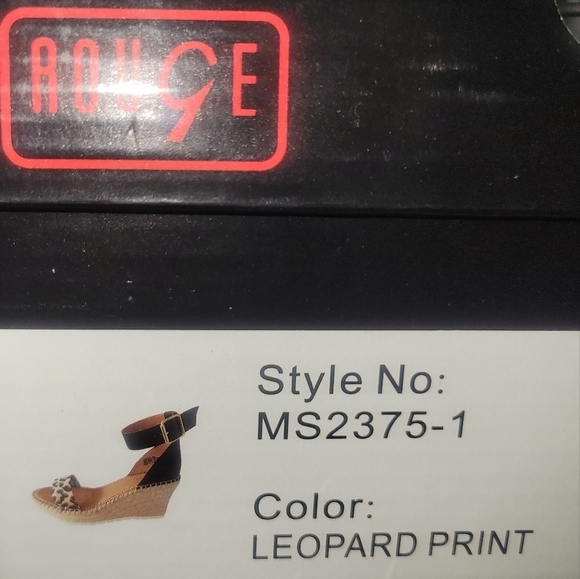 ROUGE
Style No:
MS2375-1
Color:
LEOPARD PRINT